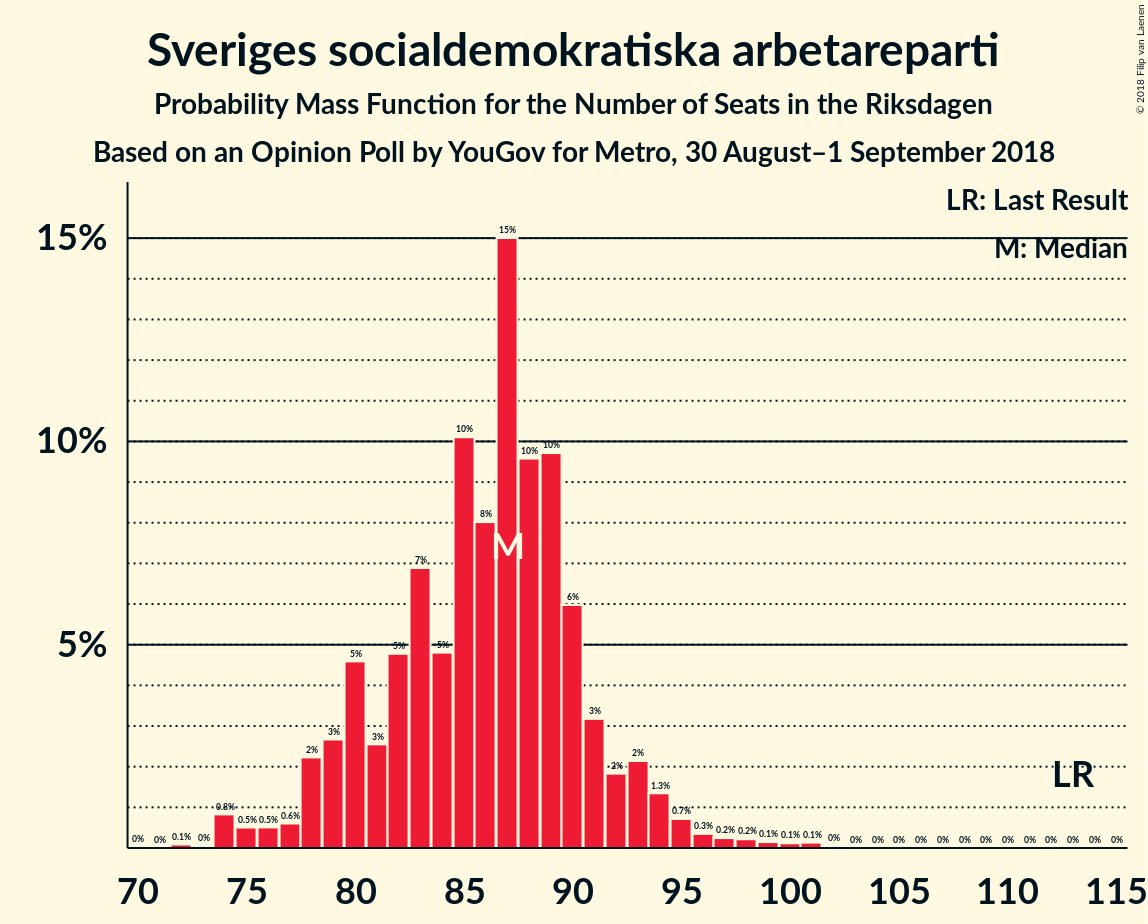 Sveriges socialdemokratiska arbetareparti
Probability Mass Function for the Number of Seats in the Riksdagen
Based on an Opinion Poll by YouGov for Metro, 30 August–1 September 2018
© 2018 Filip van Laenen
LR: Last Result
M: Median
15%
10%
5%
0% 0% 0.1% 0% 0.8% 0.5% 0.5% 0.6% 2% 3% 5% 3% 5% 7% 5% 10% 8% 15% 10% 10% 6% 3% 2% 2% 1.3% 0.7% 0.3% 0.2% 0.2% 0.1% 0.1% 0.1% 0% 0% 0% 0% 0% 0% 0% 0% 0% 0% 0% 0% 0% 0%
M
LR
70 75 80 85 90 95 100 105 110 115